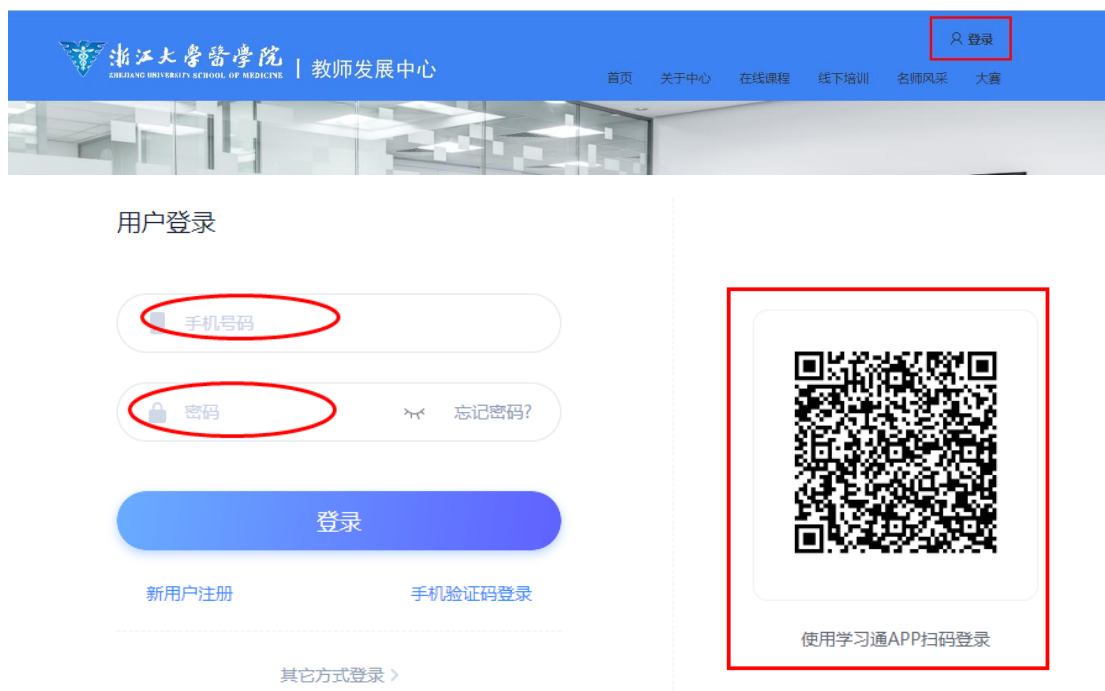 登录
浙江大學醫學院
ZHEJIANG UNIVERSITY SCHOOL OF MEDICINE
教师发展中心
首页 关于中心 在线课程 线下培训 名师风采 大赛
用户登录
手机号码
密码 忘记密码?
登录
新用户注册 手机验证码登录
其它方式登录 >
使用学习通APP扫码登录